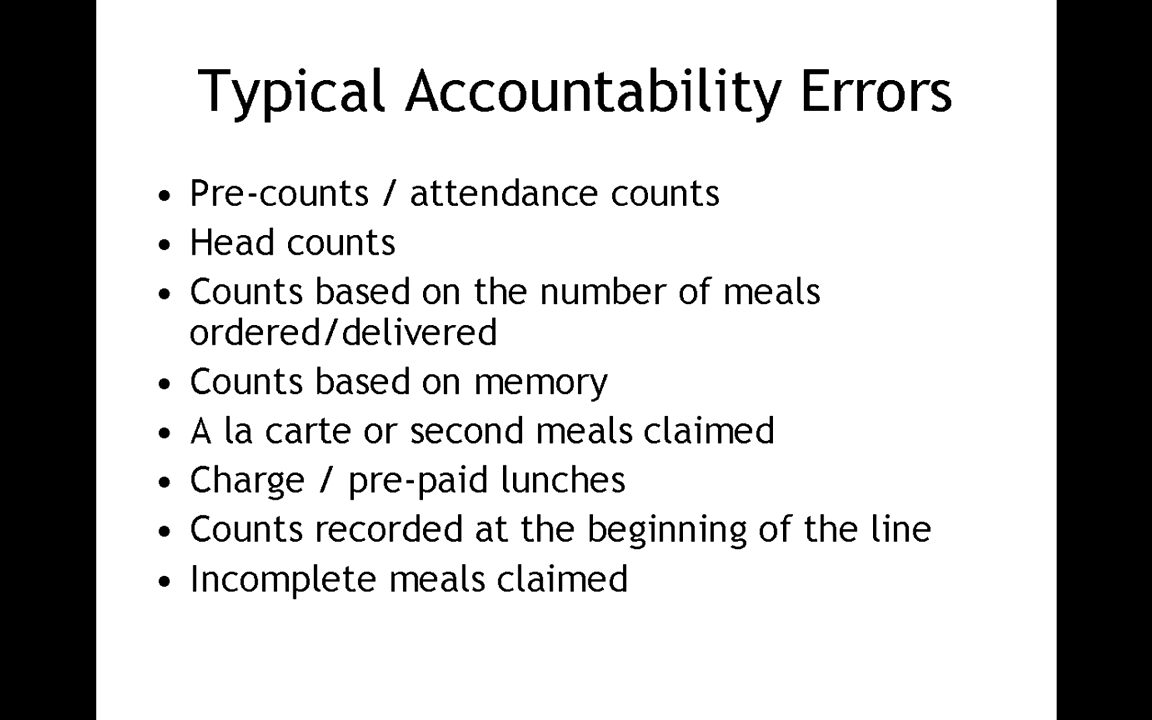 Typical Accountability Errors
• Pre-counts / attendance counts
• Head counts
• Counts based on the number of meals
ordered/delivered
• Counts based on memory
• A la carte or second meals claimed
• Charge / pre-paid lunches
• Counts recorded at the beginning of the line
• Incomplete meals claimed